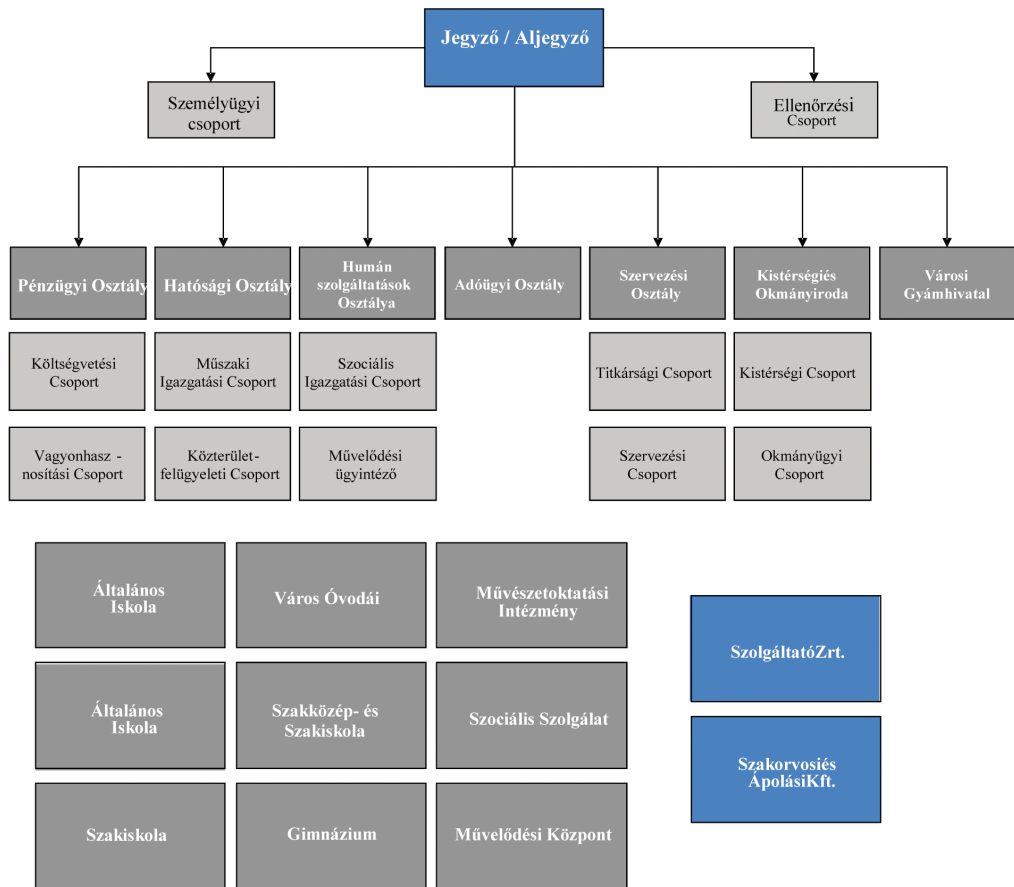 Jegyző / Aljegyző
Személyügyi
csoport
Ellenőrzési
Csoport
Pénzügyi Osztály
Hatósági Osztály
Humán
szolgáltatások
Osztálya
Adóügyi Osztály
Szervezési
Osztály
Kistérségiés
Okmányiroda
Városi
Gyámhivatal
Költségvetési
Csoport
Műszaki
Igazgatási Csoport
Szociális
Igazgatási Csoport
Titkársági Csoport
Kistérségi Csoport
Vagyonhasz -
nosítási Csoport
Közterület-
felügyeleti Csoport
Művelődési
ügyintéző
Szervezési
Csoport
Okmányügyi
Csoport
Általános
Iskola
Város Óvodái
Művészetoktatási
Intézmény
SzolgáltatóZrt.
Általános
Iskola
Szakközép- és
Szakiskola
Szociális Szolgálat
Szakorvosiés
ÁpolásiKft.
Szakiskola
Gimnázium
Művelődési Központ